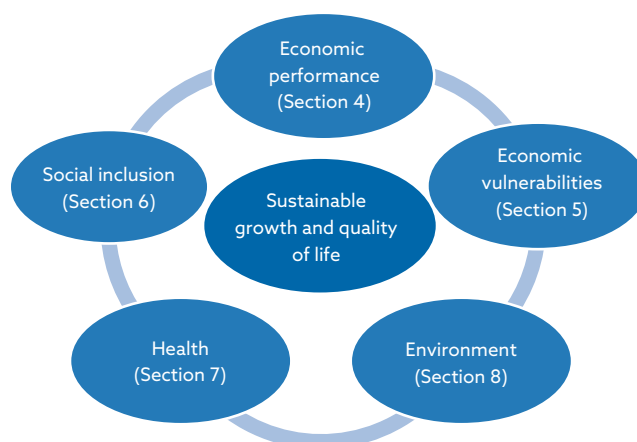 Economic
performance
(Section 4)
Economic
vulnerabilities
(Section 5)
Social inclusion
(Section 6)
Sustainable
growth and quality
of life
Health
(Section 7)
Environment
(Section 8)